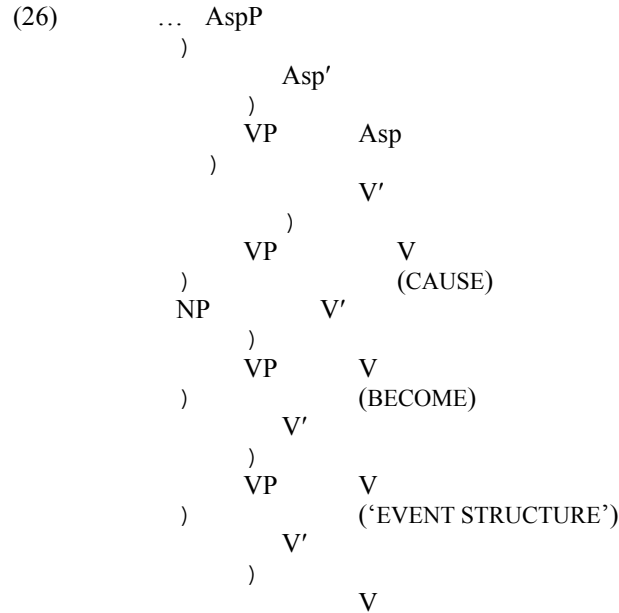 (26) … AspP
)
Asp′
)
VP Asp
)
V′
)
VP V
) (CAUSE)
NP V′
)
VP V
) (BECOME)
V′
)
VP V
) (‘EVENT STRUCTURE’)
V′
)
V